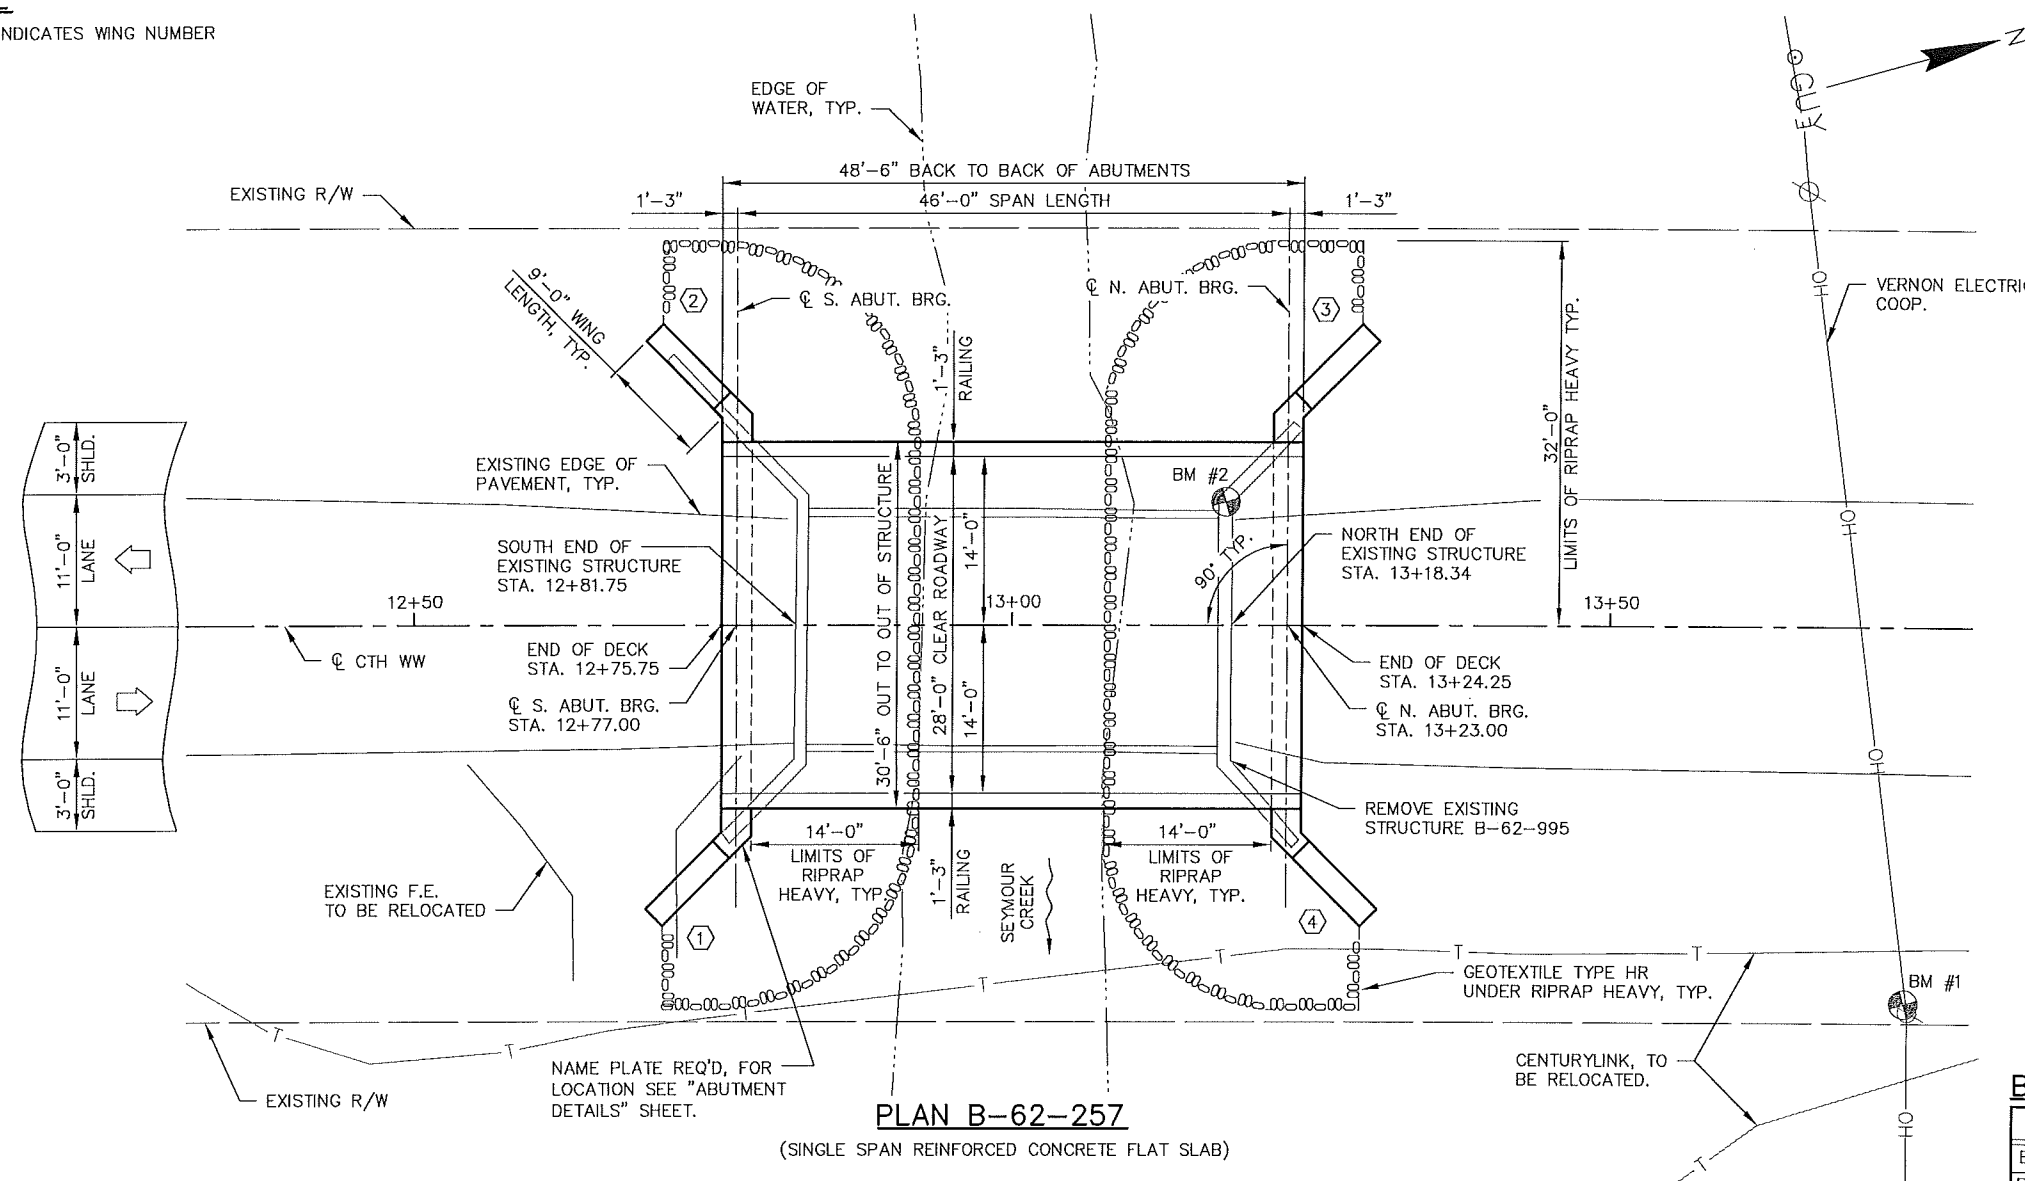 INDICATES WING NUMBER
EDGE OF
WATER, TYP.
N
GUY
48'-6" BACK TO BACK OF ABUTMENTS
EXISTING R/W
1'-3"
46'-0" SPAN LENGTH
1'-3"
9'-0" WING
LENGTH, TYP.
2
℄ S. ABUT. BRG.
℄ N. ABUT. BRG.
3
OH
VERNON ELECTRI
COOP.
1'-3"
RAILING
32'-0"
LIMITS OF RIPRAP HEAVY TYP.
3'-0"
SHLD.
EXISTING EDGE OF
PAVEMENT, TYP.
BM #2
OH
11'-0"
LANE
SOUTH END OF
EXISTING STRUCTURE
STA. 12+81.75
30'-6" OUT TO OUT OF STRUCTURE
28'-0" CLEAR ROADWAY
14'-0"
90° TYP.
NORTH END OF
EXISTING STRUCTURE
STA. 13+18.34
12+50
13+00
13+50
℄ CTH WW
END OF DECK
STA. 12+75.75
END OF DECK
STA. 13+24.25
11'-0"
LANE
℄ S. ABUT. BRG.
STA. 12+77.00
14'-0"
℄ N. ABUT. BRG.
STA. 13+23.00
OH
3'-0"
SHLD.
REMOVE EXISTING
STRUCTURE B-62-995
14'-0"
LIMITS OF
RIPRAP
HEAVY, TYP.
1'-3"
RAILING
SEYMOUR
CREEK
14'-0"
LIMITS OF
RIPRAP
HEAVY, TYP.
EXISTING F.E.
TO BE RELOCATED
1
4
T
T
T
T
GEOTEXTILE TYPE HR
UNDER RIPRAP HEAVY, TYP.
BM #1
T
T
NAME PLATE REQ'D, FOR
LOCATION SEE "ABUTMENT
DETAILS" SHEET.
CENTURYLINK, TO
BE RELOCATED.
EXISTING R/W
PLAN B-62-257
(SINGLE SPAN REINFORCED CONCRETE FLAT SLAB)
OH
T
B